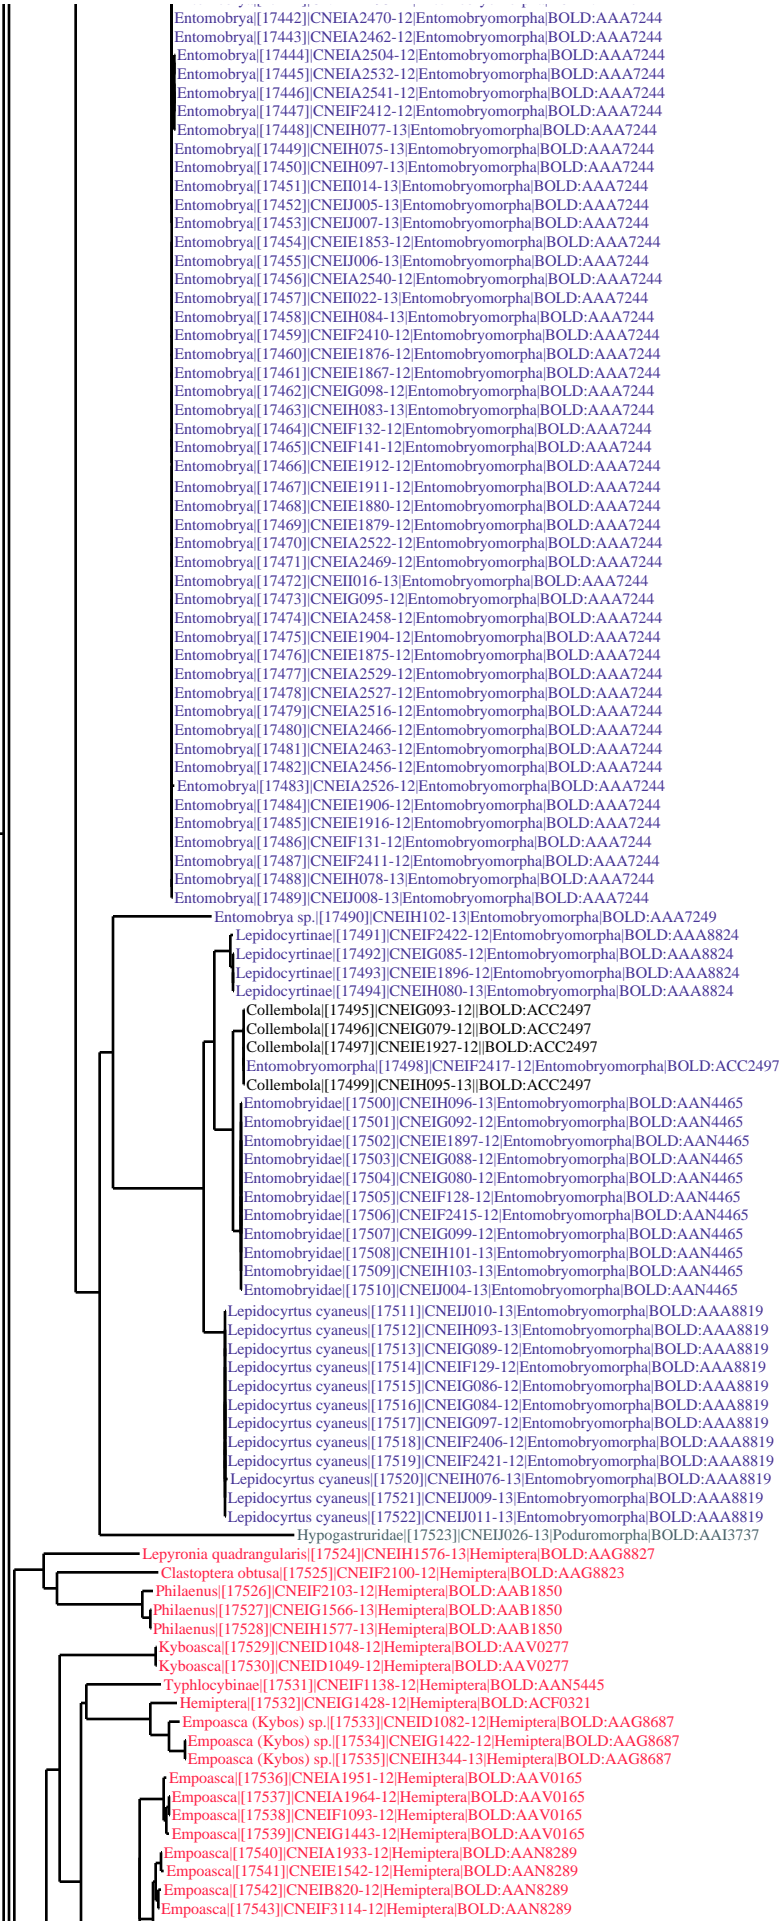 Entomobrya|[17442]|CNEIA2470-12|Entomobryomorpha|BOLD:AAA7244
Entomobrya|[17443]|CNEIA2462-12|Entomobryomorpha|BOLD:AAA7244
Entomobrya|[17444]|CNEIA2504-12|Entomobryomorpha|BOLD:AAA7244
Entomobrya|[17445]|CNEIA2532-12|Entomobryomorpha|BOLD:AAA7244
Entomobrya|[17446]|CNEIA2541-12|Entomobryomorpha|BOLD:AAA7244
Entomobrya|[17447]|CNEIF2412-12|Entomobryomorpha|BOLD:AAA7244
Entomobrya|[17448]|CNEIH077-13|Entomobryomorpha|BOLD:AAA7244
Entomobrya|[17449]|CNEIH075-13|Entomobryomorpha|BOLD:AAA7244
Entomobrya|[17450]|CNEIH097-13|Entomobryomorpha|BOLD:AAA7244
Entomobrya|[17451]|CNEII014-13|Entomobryomorpha|BOLD:AAA7244
Entomobrya|[17452]|CNEIJ005-13|Entomobryomorpha|BOLD:AAA7244
Entomobrya|[17453]|CNEIJ007-13|Entomobryomorpha|BOLD:AAA7244
Entomobrya|[17454]|CNEIE1853-12|Entomobryomorpha|BOLD:AAA7244
Entomobrya|[17455]|CNEIJ006-13|Entomobryomorpha|BOLD:AAA7244
Entomobrya|[17456]|CNEIA2540-12|Entomobryomorpha|BOLD:AAA7244
Entomobrya|[17457]|CNEII022-13|Entomobryomorpha|BOLD:AAA7244
Entomobrya|[17458]|CNEIH084-13|Entomobryomorpha|BOLD:AAA7244
Entomobrya|[17459]|CNEIF2410-12|Entomobryomorpha|BOLD:AAA7244
Entomobrya|[17460]|CNEIE1876-12|Entomobryomorpha|BOLD:AAA7244
Entomobrya|[17461]|CNEIE1867-12|Entomobryomorpha|BOLD:AAA7244
Entomobrya|[17462]|CNEIG098-12|Entomobryomorpha|BOLD:AAA7244
Entomobrya|[17463]|CNEIH083-13|Entomobryomorpha|BOLD:AAA7244
Entomobrya|[17464]|CNEIF132-12|Entomobryomorpha|BOLD:AAA7244
Entomobrya|[17465]|CNEIF141-12|Entomobryomorpha|BOLD:AAA7244
Entomobrya|[17466]|CNEIE1912-12|Entomobryomorpha|BOLD:AAA7244
Entomobrya|[17467]|CNEIE1911-12|Entomobryomorpha|BOLD:AAA7244
Entomobrya|[17468]|CNEIE1880-12|Entomobryomorpha|BOLD:AAA7244
Entomobrya|[17469]|CNEIE1879-12|Entomobryomorpha|BOLD:AAA7244
Entomobrya|[17470]|CNEIA2522-12|Entomobryomorpha|BOLD:AAA7244
Entomobrya|[17471]|CNEIA2469-12|Entomobryomorpha|BOLD:AAA7244
Entomobrya|[17472]|CNEII016-13|Entomobryomorpha|BOLD:AAA7244
Entomobrya|[17473]|CNEIG095-12|Entomobryomorpha|BOLD:AAA7244
Entomobrya|[17474]|CNEIA2458-12|Entomobryomorpha|BOLD:AAA7244
Entomobrya|[17475]|CNEIE1904-12|Entomobryomorpha|BOLD:AAA7244
Entomobrya|[17476]|CNEIE1875-12|Entomobryomorpha|BOLD:AAA7244
Entomobrya|[17477]|CNEIA2529-12|Entomobryomorpha|BOLD:AAA7244
Entomobrya|[17478]|CNEIA2527-12|Entomobryomorpha|BOLD:AAA7244
Entomobrya|[17479]|CNEIA2516-12|Entomobryomorpha|BOLD:AAA7244
Entomobrya|[17480]|CNEIA2466-12|Entomobryomorpha|BOLD:AAA7244
Entomobrya|[17481]|CNEIA2463-12|Entomobryomorpha|BOLD:AAA7244
Entomobrya|[17482]|CNEIA2456-12|Entomobryomorpha|BOLD:AAA7244
Entomobrya|[17483]|CNEIA2526-12|Entomobryomorpha|BOLD:AAA7244
Entomobrya|[17484]|CNEIE1906-12|Entomobryomorpha|BOLD:AAA7244
Entomobrya|[17485]|CNEIE1916-12|Entomobryomorpha|BOLD:AAA7244
Entomobrya|[17486]|CNEIF131-12|Entomobryomorpha|BOLD:AAA7244
Entomobrya|[17487]|CNEIF2411-12|Entomobryomorpha|BOLD:AAA7244
Entomobrya|[17488]|CNEIH078-13|Entomobryomorpha|BOLD:AAA7244
Entomobrya|[17489]|CNEIJ008-13|Entomobryomorpha|BOLD:AAA7244
Entomobrya sp.|[17490]|CNEIH102-13|Entomobryomorpha|BOLD:AAA7249
Lepidocyrtinae|[17491]|CNEIF2422-12|Entomobryomorpha|BOLD:AAA8824
Lepidocyrtinae|[17492]|CNEIG085-12|Entomobryomorpha|BOLD:AAA8824
Lepidocyrtinae|[17493]|CNEIE1896-12|Entomobryomorpha|BOLD:AAA8824
Lepidocyrtinae|[17494]|CNEIH080-13|Entomobryomorpha|BOLD:AAA8824
Collembola|[17495]|CNEIG093-12||BOLD:ACC2497
Collembola|[17496]|CNEIG079-12||BOLD:ACC2497
Collembola|[17497]|CNEIE1927-12||BOLD:ACC2497
Entomobryomorpha|[17498]|CNEIF2417-12|Entomobryomorpha|BOLD:ACC2497
Collembola|[17499]|CNEIH095-13||BOLD:ACC2497
Entomobryidae|[17500]|CNEIH096-13|Entomobryomorpha|BOLD:AAN4465
Entomobryidae|[17501]|CNEIG092-12|Entomobryomorpha|BOLD:AAN4465
Entomobryidae|[17502]|CNEIE1897-12|Entomobryomorpha|BOLD:AAN4465
Entomobryidae|[17503]|CNEIG088-12|Entomobryomorpha|BOLD:AAN4465
Entomobryidae|[17504]|CNEIG080-12|Entomobryomorpha|BOLD:AAN4465
Entomobryidae|[17505]|CNEIF128-12|Entomobryomorpha|BOLD:AAN4465
Entomobryidae|[17506]|CNEIF2415-12|Entomobryomorpha|BOLD:AAN4465
Entomobryidae|[17507]|CNEIG099-12|Entomobryomorpha|BOLD:AAN4465
Entomobryidae|[17508]|CNEIH101-13|Entomobryomorpha|BOLD:AAN4465
Entomobryidae|[17509]|CNEIH103-13|Entomobryomorpha|BOLD:AAN4465
Entomobryidae|[17510]|CNEIJ004-13|Entomobryomorpha|BOLD:AAN4465
Lepidocyrtus cyaneus|[17511]|CNEIJ010-13|Entomobryomorpha|BOLD:AAA8819
Lepidocyrtus cyaneus|[17512]|CNEIH093-13|Entomobryomorpha|BOLD:AAA8819
Lepidocyrtus cyaneus|[17513]|CNEIG089-12|Entomobryomorpha|BOLD:AAA8819
Lepidocyrtus cyaneus|[17514]|CNEIF129-12|Entomobryomorpha|BOLD:AAA8819
Lepidocyrtus cyaneus|[17515]|CNEIG086-12|Entomobryomorpha|BOLD:AAA8819
Lepidocyrtus cyaneus|[17516]|CNEIG084-12|Entomobryomorpha|BOLD:AAA8819
Lepidocyrtus cyaneus|[17517]|CNEIG097-12|Entomobryomorpha|BOLD:AAA8819
Lepidocyrtus cyaneus|[17518]|CNEIF2406-12|Entomobryomorpha|BOLD:AAA8819
Lepidocyrtus cyaneus|[17519]|CNEIF2421-12|Entomobryomorpha|BOLD:AAA8819
Lepidocyrtus cyaneus|[17520]|CNEIH076-13|Entomobryomorpha|BOLD:AAA8819
Lepidocyrtus cyaneus|[17521]|CNEIJ009-13|Entomobryomorpha|BOLD:AAA8819
Lepidocyrtus cyaneus|[17522]|CNEIJ011-13|Entomobryomorpha|BOLD:AAA8819
Hypogastruridae|[17523]|CNEIJ026-13|Poduromorpha|BOLD:AAI3737
Lepyronia quadrangularis|[17524]|CNEIH1576-13|Hemiptera|BOLD:AAG8827
Clastoptera obtusa|[17525]|CNEIF2100-12|Hemiptera|BOLD:AAG8823
Philaenus|[17526]|CNEIF2103-12|Hemiptera|BOLD:AAB1850
Philaenus|[17527]|CNEIG1566-13|Hemiptera|BOLD:AAB1850
Philaenus|[17528]|CNEIH1577-13|Hemiptera|BOLD:AAB1850
Kyboasca|[17529]|CNEID1048-12|Hemiptera|BOLD:AAV0277
Kyboasca|[17530]|CNEID1049-12|Hemiptera|BOLD:AAV0277
Typhlocybinae|[17531]|CNEIF1138-12|Hemiptera|BOLD:AAN5445
Hemiptera|[17532]|CNEIG1428-12|Hemiptera|BOLD:ACF0321
Empoasca (Kybos) sp.|[17533]|CNEID1082-12|Hemiptera|BOLD:AAG8687
Empoasca (Kybos) sp.|[17534]|CNEIG1422-12|Hemiptera|BOLD:AAG8687
Empoasca (Kybos) sp.|[17535]|CNEIH344-13|Hemiptera|BOLD:AAG8687
Empoasca|[17536]|CNEIA1951-12|Hemiptera|BOLD:AAV0165
Empoasca|[17537]|CNEIA1964-12|Hemiptera|BOLD:AAV0165
Empoasca|[17538]|CNEIF1093-12|Hemiptera|BOLD:AAV0165
Empoasca|[17539]|CNEIG1443-12|Hemiptera|BOLD:AAV0165
Empoasca|[17540]|CNEIA1933-12|Hemiptera|BOLD:AAN8289
Empoasca|[17541]|CNEIE1542-12|Hemiptera|BOLD:AAN8289
Empoasca|[17542]|CNEIB820-12|Hemiptera|BOLD:AAN8289
Empoasca|[17543]|CNEIF3114-12|Hemiptera|BOLD:AAN8289